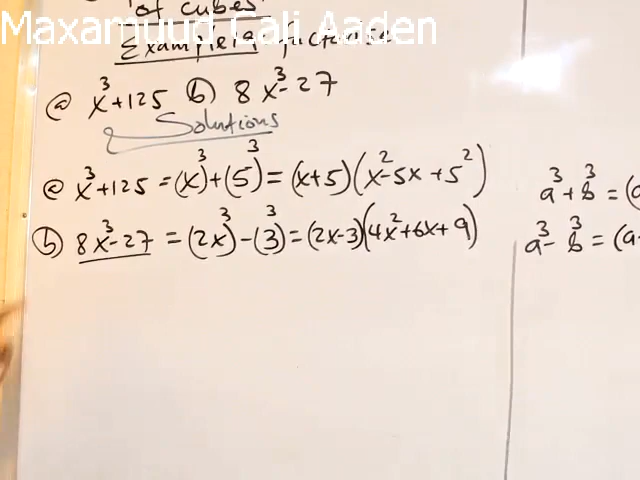 of cubes
Maxamuud Cali Aaden
Example: factorise
(a) x³+125 (b) 8x³-27
Solutions
(a) x³+125 = (x)³+(5)³ = (x+5)(x²-5x+5²)
(b) 8x³-27 = (2x)³-(3)³ = (2x-3)(4x²+6x+9)
a³+b³ = (a
a³-b³ = (a-